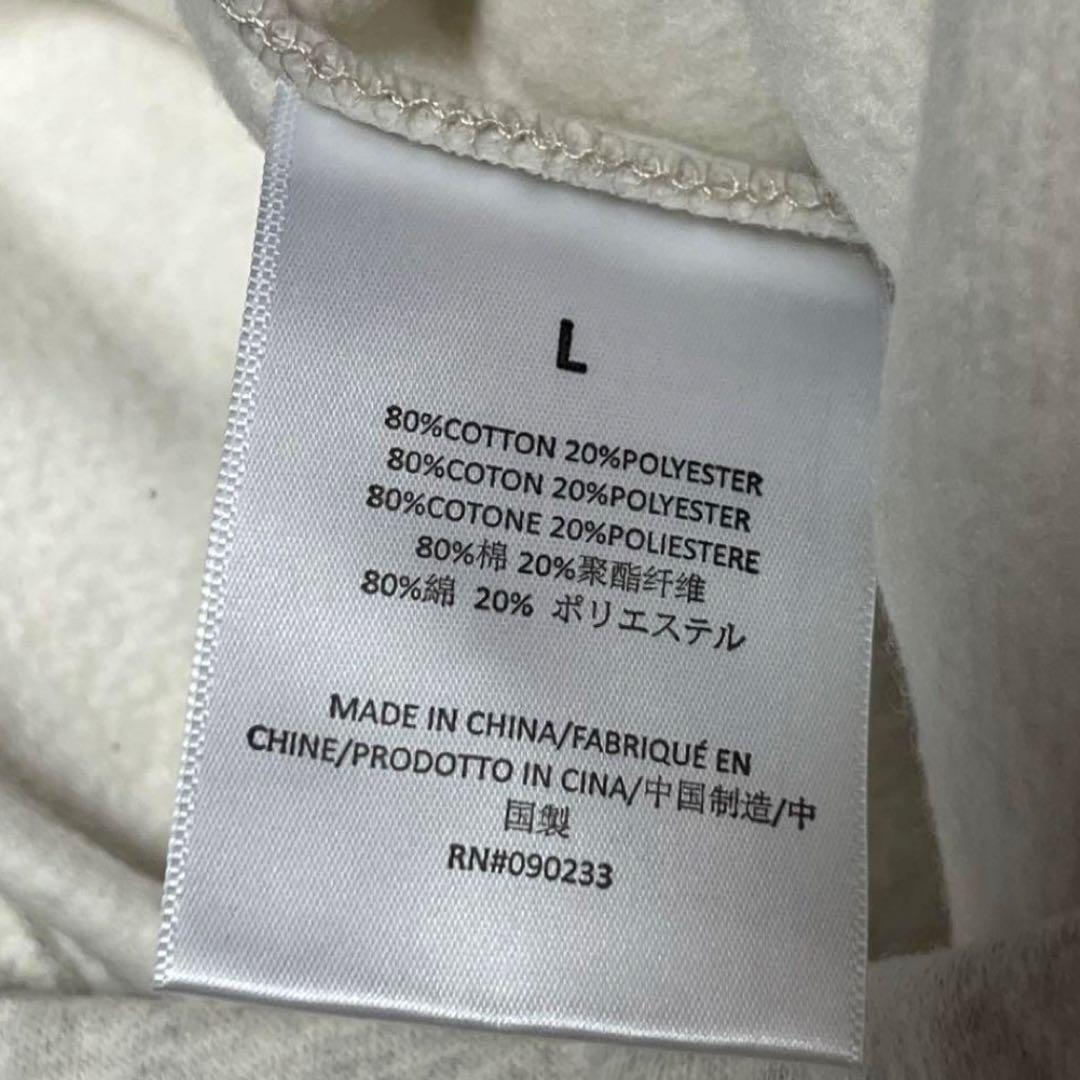 L
80%COTTON 20%POLYESTER
80%COTON 20%POLYESTER
80%COTONE 20%POLIESTERE
80%棉 20%聚酯纤维
80%綿 20% ポリエステル
MADE IN CHINA/FABRIQUÉ EN
CHINE/PRODOTTO IN CINA/中国制造/中
国製
RN#090233